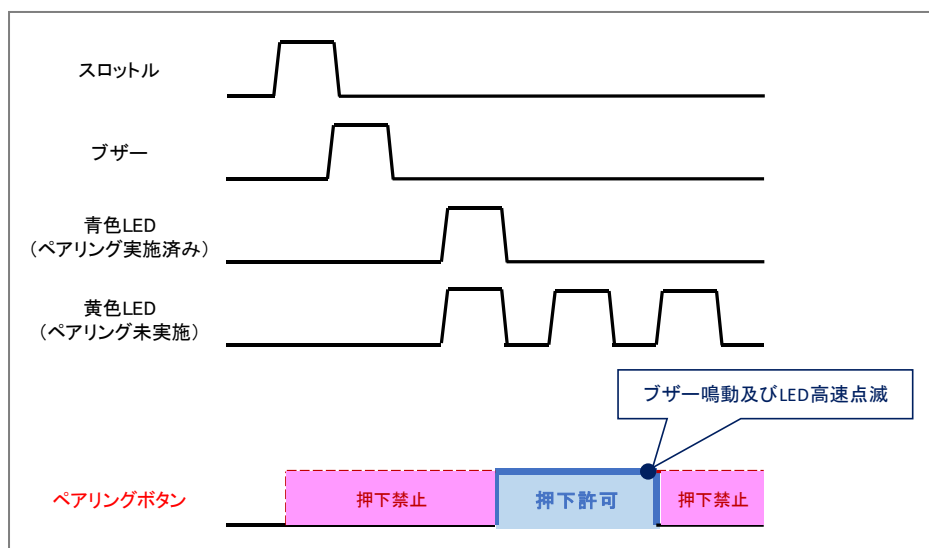 スロットル
ブザー
青色LED
（ペアリング実施済み）
黄色LED
（ペアリング未実施）
ブザー鳴動及びLED高速点滅
ペアリングボタン
押下禁止
押下許可
押下禁止